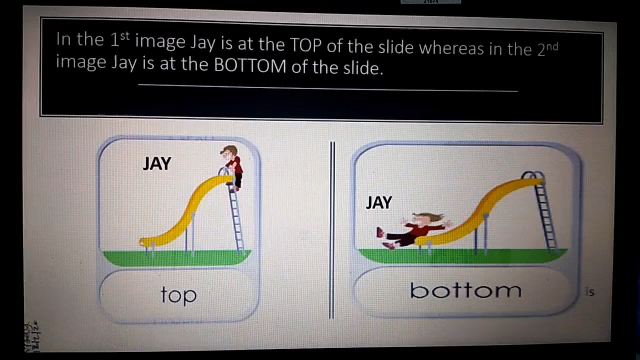 In the 1st image Jay is at the TOP of the slide whereas in the 2nd
image Jay is at the BOTTOM of the slide.
JAY
top
JAY
bottom
is